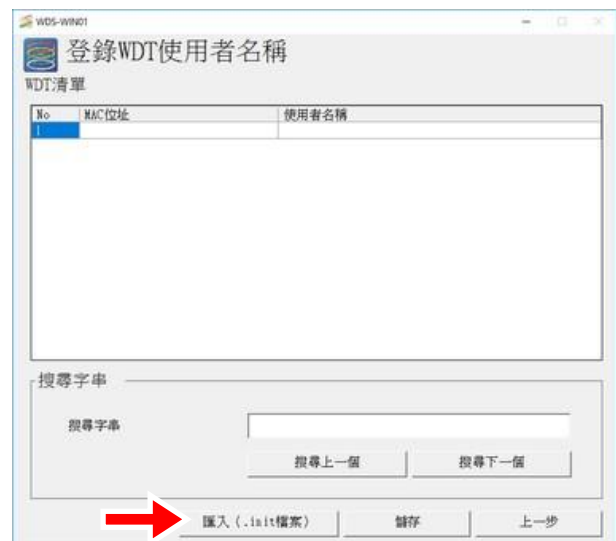 WDS-WIN01
登錄WDT使用者名稱
WDT清單
No MAC位址 使用者名稱
1
搜尋字串
搜尋字串
搜尋上一個 搜尋下一個
匯入(.init檔案) 儲存 上一步